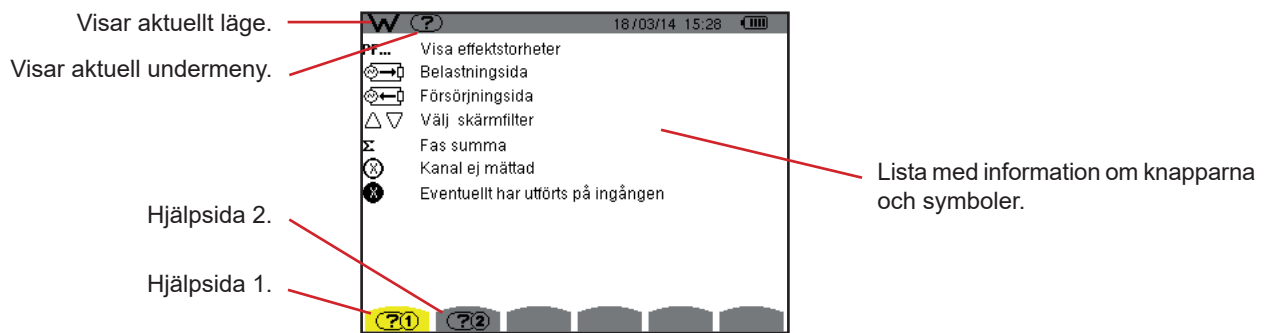 Visar aktuellt läge.
W ? 18/03/14 15:28
Visar aktuell undermeny.
PF... Visa effektstorheter
Belastningsida
Försörjningsida
Välj skärmfilter
Σ Fas summa
X Kanal ej mättad
X Eventuellt har utförts på ingången
Lista med information om knapparna
och symboler.
Hjälpsida 2.
Hjälpsida 1.
?1 ?2